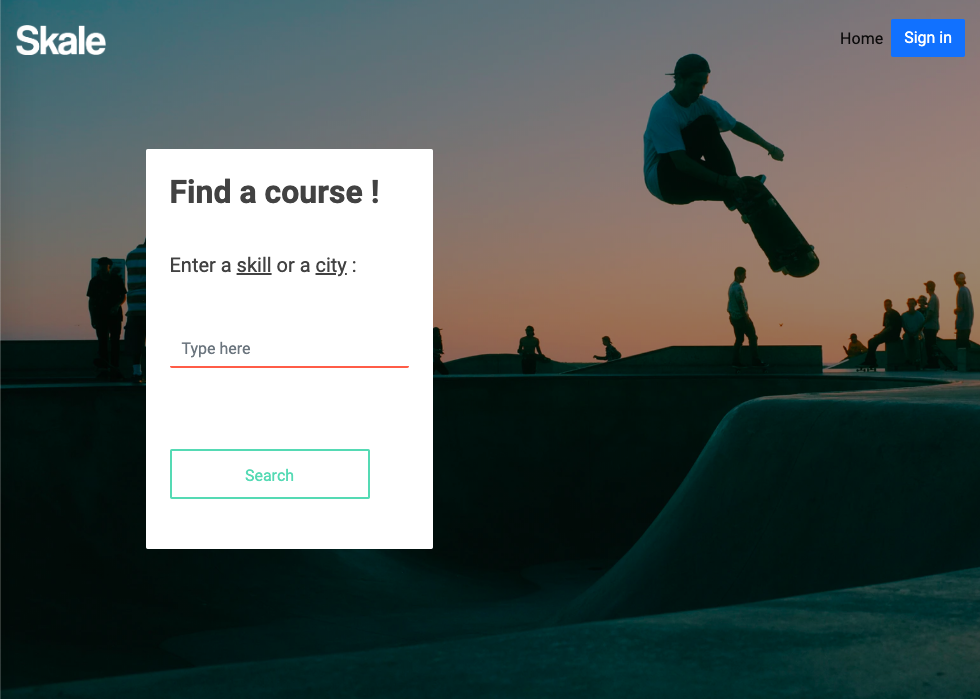 Skale
Home
Sign in
Find a course !
Enter a skill or a city :
Type here
Search